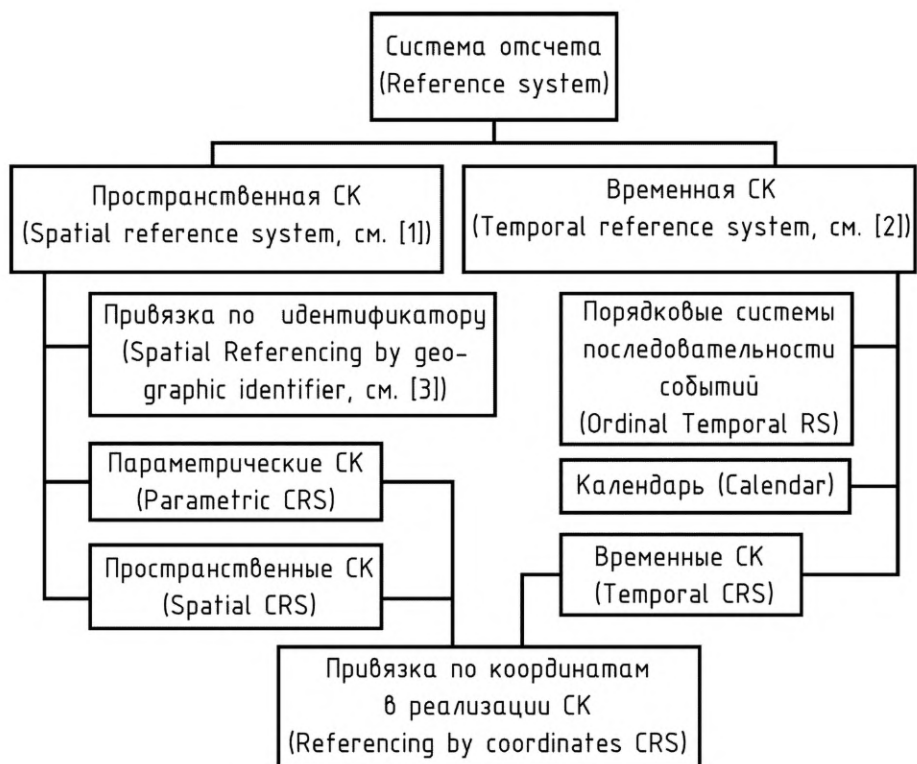 Система отсчета
(Reference system)
Пространственная СК
(Spatial reference system, см. [1])
Временная СК
(Temporal reference system, см. [2])
Привязка по идентификатору
(Spatial Referencing by geo-
graphic identifier, см. [3])
Порядковые системы
последовательности
событий
(Ordinal Temporal RS)
Параметрические СК
(Parametric CRS)
Календарь (Calendar)
Пространственные СК
(Spatial CRS)
Временные СК
(Temporal CRS)
Привязка по координатам
в реализации СК
(Referencing by coordinates CRS)